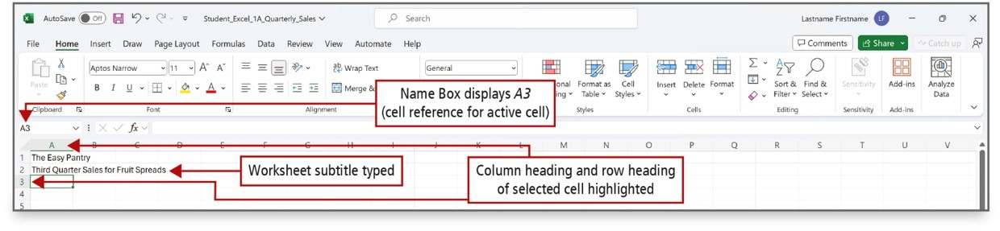 AutoSave Off Student_Excel_1A_Quarterly_Sales Search Lastname Firstname LF
File Home Insert Draw Page Layout Formulas Data Review View Automate Help Comments Share Catch up
Paste
Clipboard
Aptos Narrow 11 A^ A˅
B I U A
Font
ab Wrap Text
Merge &
Alignment
General
onal Format as Cell
ing Table Styles
Styles
Insert Delete Format
Cells
Sort & Find &
Filter Select
Editing
Sensitivity
Sensitivity
Add-ins
Add-ins
Analyze
Data
Name Box displays A3
(cell reference for active cell)
A3 fx
A B C D E F G H I J K L M N O P Q R S T U V
1 The Easy Pantry
2 Third Quarter Sales for Fruit Spreads
3
4
5
Worksheet subtitle typed
Column heading and row heading
of selected cell highlighted